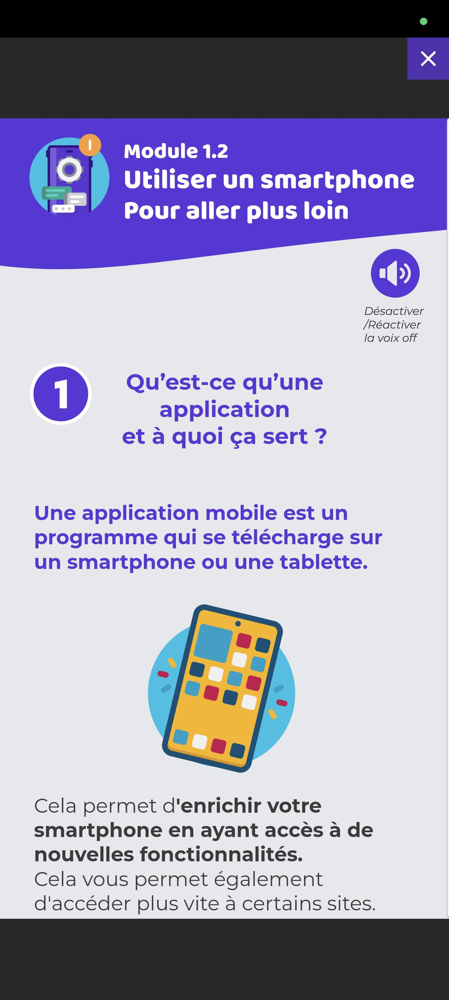 Module 1.2
Utiliser un smartphone
Pour aller plus loin
Désactiver
/Réactiver
la voix off
1
Qu’est-ce qu’une
application
et à quoi ça sert ?
Une application mobile est un
programme qui se télécharge sur
un smartphone ou une tablette.
Cela permet d'enrichir votre
smartphone en ayant accès à de
nouvelles fonctionnalités.
Cela vous permet également
d'accéder plus vite à certains sites.